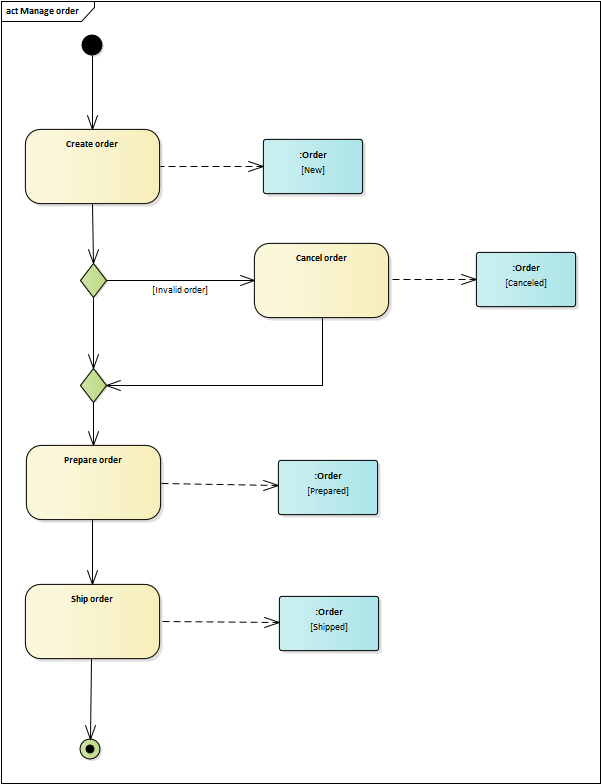 act Manage order
Create order
:Order
[New]
Cancel order
:Order
[Canceled]
[Invalid order]
Prepare order
:Order
[Prepared]
Ship order
:Order
[Shipped]